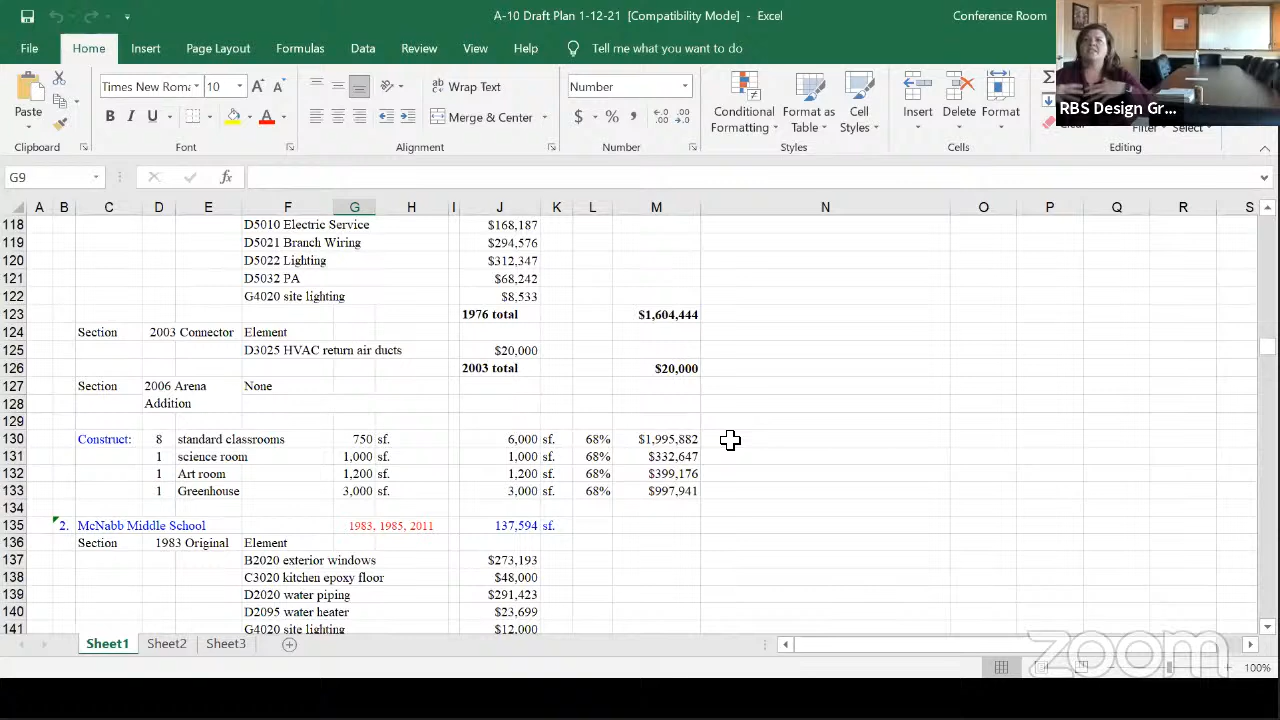 A-10 Draft Plan 1-12-21 [Compatibility Mode] - Excel
Conference Room
File Home Insert Page Layout Formulas Data Review View Help Tell me what you want to do
RBS Design Gr...
Times New Roma 10
Wrap Text
Number
Paste
B I U
A A
Merge & Center
$ % ,
Conditional Formatting
Format as Table
Cell Styles
Insert Delete Format
Clear
Filter Select
Clipboard Font Alignment Number Styles Cells Editing
G9 fx
A B C D E F G H I J K L M N O P Q R S
118 D5010 Electric Service $168,187
119 D5021 Branch Wiring $294,576
120 D5022 Lighting $312,347
121 D5032 PA $68,242
122 G4020 site lighting $8,533
123 1976 total $1,604,444
124 Section 2003 Connector Element
125 D3025 HVAC return air ducts $20,000
126 2003 total $20,000
127 Section 2006 Arena None
128 Addition
129
130 Construct: 8 standard classrooms 750 sf. 6,000 sf. 68% $1,995,882
131 1 science room 1,000 sf. 1,000 sf. 68% $332,647
132 1 Art room 1,200 sf. 1,200 sf. 68% $399,176
133 1 Greenhouse 3,000 sf. 3,000 sf. 68% $997,941
134
135 2. McNabb Middle School 1983, 1985, 2011 137,594 sf.
136 Section 1983 Original Element
137 B2020 exterior windows $273,193
138 C3020 kitchen epoxy floor $48,000
139 D2020 water piping $291,423
140 D2095 water heater $23,699
141 G4020 site lighting $12,000
Sheet1 Sheet2 Sheet3
zoom
100%